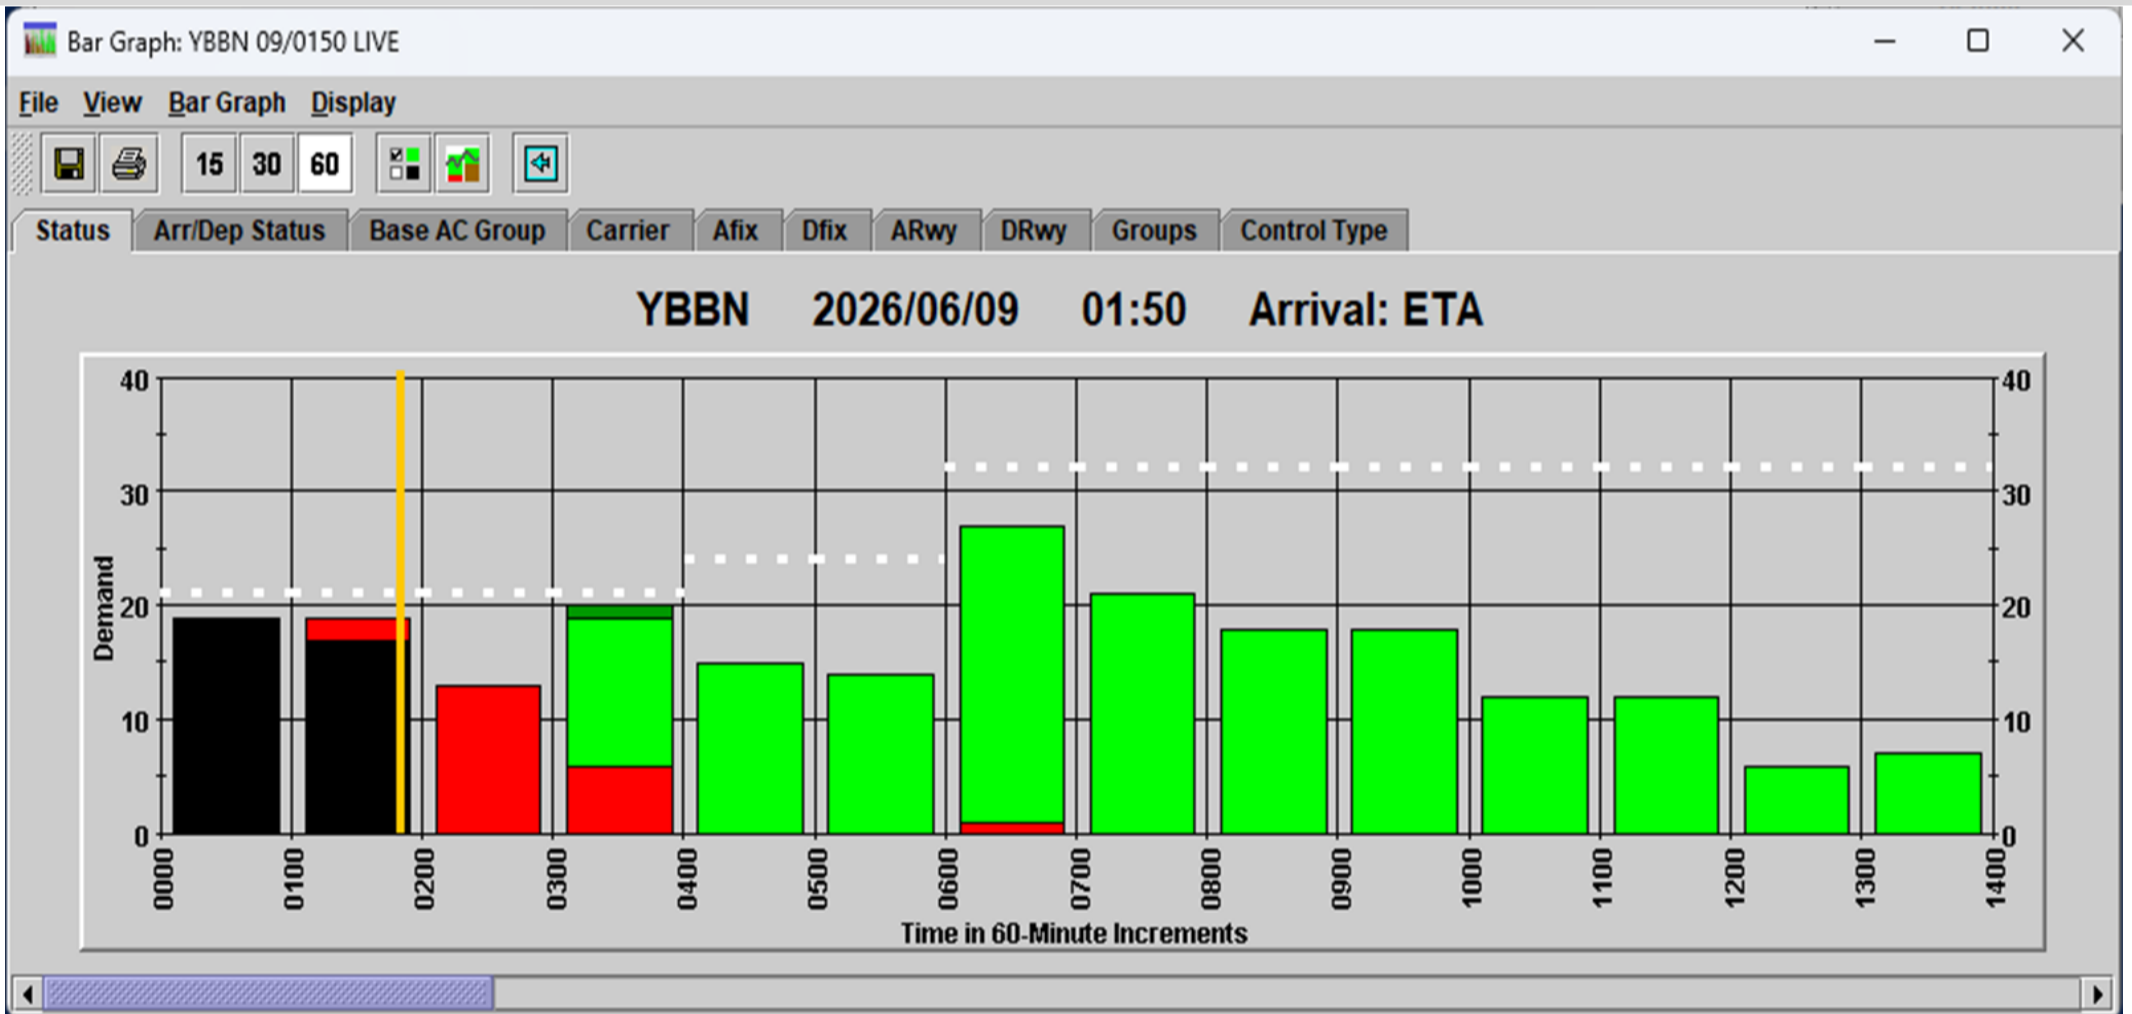 Bar Graph: YBBN 09/0150 LIVE
File View Bar Graph Display
15 30 60
Status Arr/Dep Status Base AC Group Carrier Afix Dfix ARwy DRwy Groups Control Type
YBBN 2026/06/09 01:50 Arrival: ETA
40 40
30 30
20 20
10 10
0 0
Demand
0000 0100 0200 0300 0400 0500 0600 0700 0800 0900 1000 1100 1200 1300 1400
Time in 60-Minute Increments